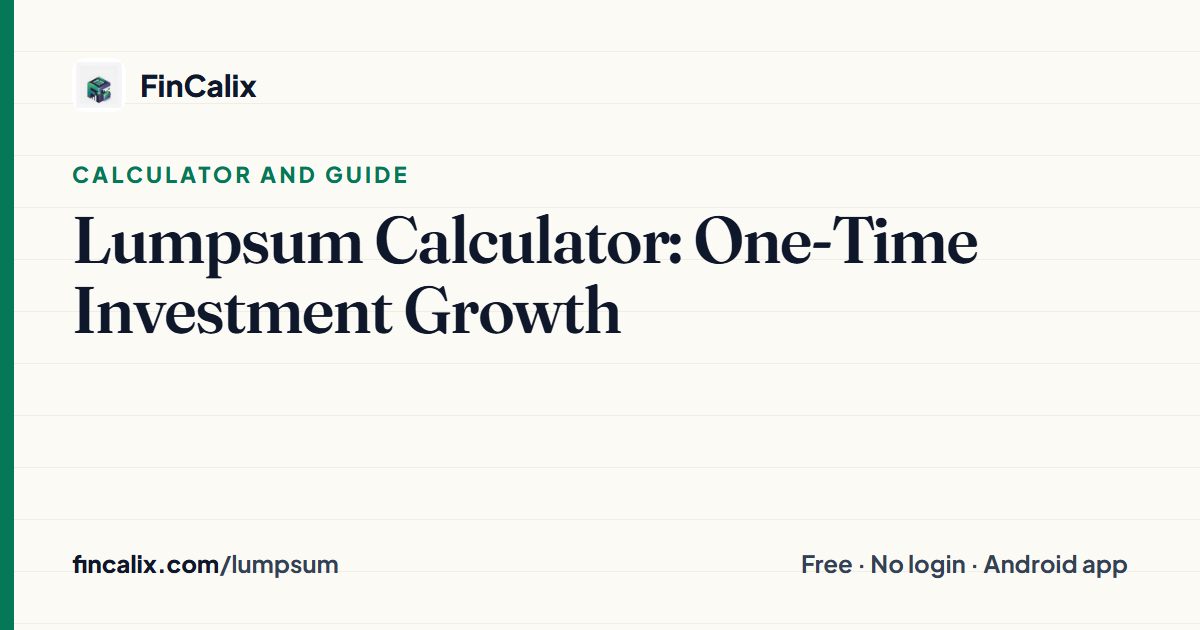 FinCalix
CALCULATOR AND GUIDE
Lumpsum Calculator: One-Time
Investment Growth
fincalix.com/lumpsum
Free · No login · Android app